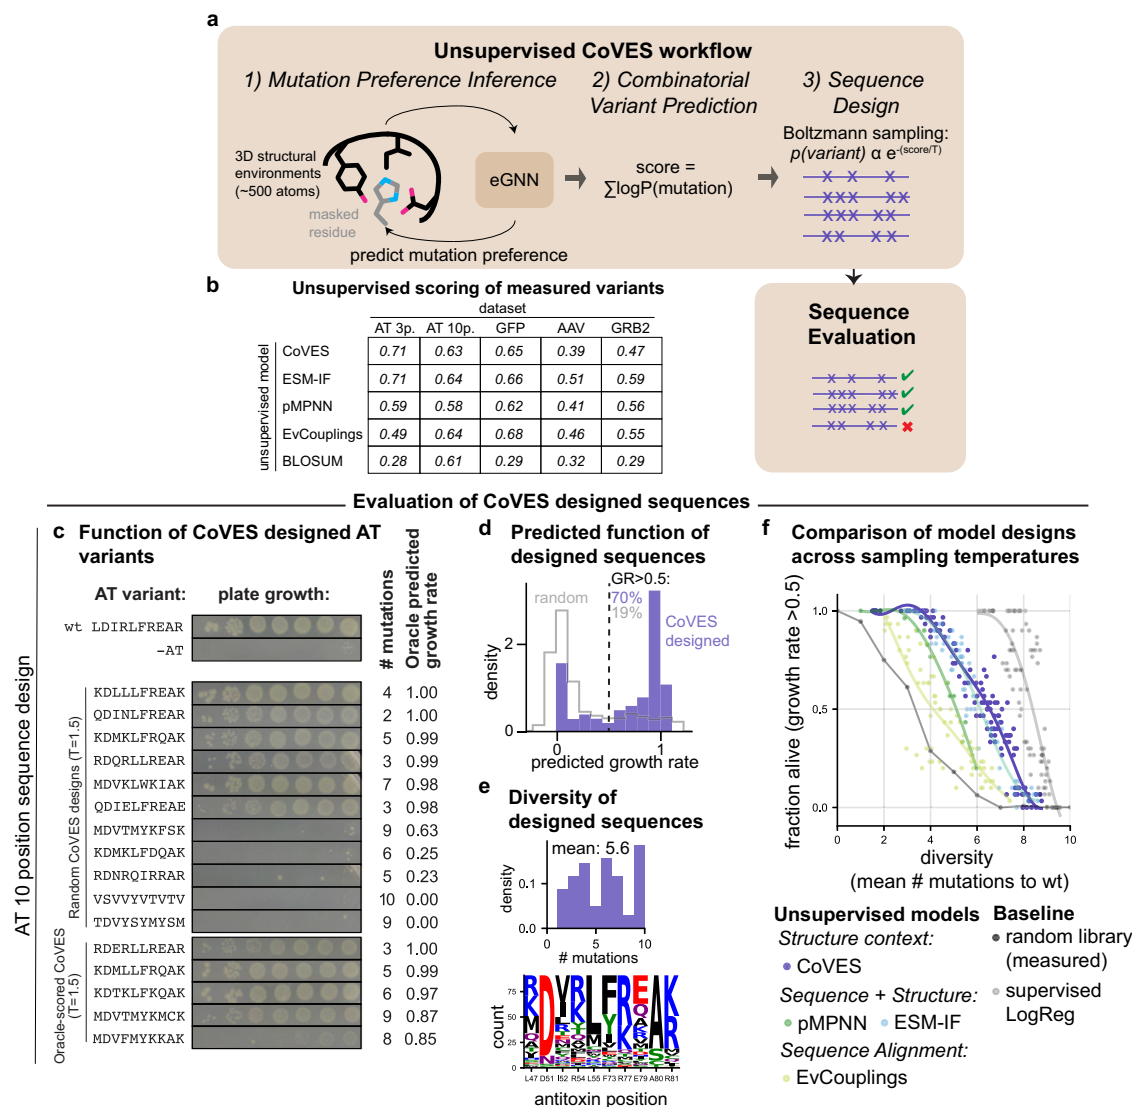 a
Unsupervised CoVES workflow
1) Mutation Preference Inference
2) Combinatorial
Variant Prediction
3) Sequence
Design
3D structural
environments
(~500 atoms)
masked
residue
eGNN
predict mutation preference
score =
∑logP(mutation)
Boltzmann sampling:
p(variant) α e-(score/T)
Sequence
Evaluation
b
Unsupervised scoring of measured variants
dataset
AT 3p. AT 10p. GFP AAV GRB2
unsupervised model
CoVES 0.71 0.63 0.65 0.39 0.47
ESM-IF 0.71 0.64 0.66 0.51 0.59
pMPNN 0.59 0.58 0.62 0.41 0.56
EvCouplings 0.49 0.64 0.68 0.46 0.55
BLOSUM 0.28 0.61 0.29 0.32 0.29
Evaluation of CoVES designed sequences
AT 10 position sequence design
c Function of CoVES designed AT
variants
AT variant: plate growth:
# mutations
Oracle predicted
growth rate
wt LDIRLFREAR
-AT
Random CoVES designs (T=1.5)
KDLLLFREAK 4 1.00
QDINLFREAR 2 1.00
KDMKLFRQAK 5 0.99
RDQRLLREAR 3 0.99
MDVKLWKIAK 7 0.98
QDIELFREAE 3 0.98
MDVTMYKFSK 9 0.63
KDMKLFDQAK 6 0.25
RDNRQIRRAR 5 0.23
VSVVYVTVTV 10 0.00
TDVYSYMYSM 9 0.00
Oracle-scored CoVES
(T=1.5)
RDERLLREAR 3 1.00
KDMLLFRQAK 5 0.99
KDTKLFKQAK 6 0.97
MDVTMYKMCK 9 0.87
MDVFMYKKAK 8 0.85
d Predicted function of
designed sequences
GR>0.5:
random
70%
19%
CoVES
designed
density
2
0
0 1
predicted growth rate
e Diversity of
designed sequences
mean: 5.6
density
0.1
0.0
0 5 10
# mutations
count
75
50
25
0
L47 D51 I52 R54 L55 F73 R77 E79 A80 R81
antitoxin position
f Comparison of model designs
across sampling temperatures
fraction alive (growth rate >0.5)
1.0
0.5
0.0
0 2 4 6 8 10
diversity
(mean # mutations to wt)
Unsupervised models
Structure context:
CoVES
Sequence + Structure:
pMPNN ESM-IF
Sequence Alignment:
EvCouplings
Baseline
random library
(measured)
supervised
LogReg